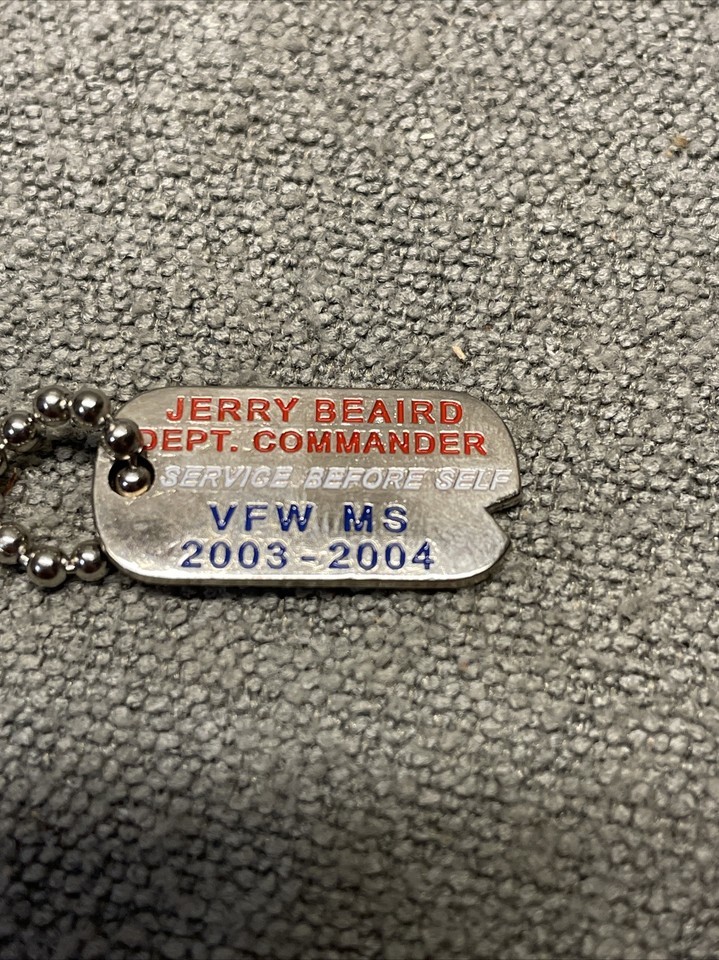 JERRY BEAIRD
DEPT. COMMANDER
SERVICE BEFORE SELF
VFW MS
2003-2004